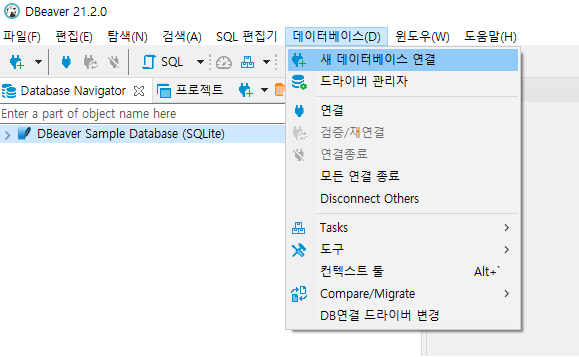 DBeaver 21.2.0
파일(F) 편집(E) 탐색(N) 검색(A) SQL 편집기 데이터베이스(D) 윈도우(W) 도움말(H)
SQL
Database Navigator 프로젝트
Enter a part of object name here
DBeaver Sample Database (SQLite)
새 데이터베이스 연결
드라이버 관리자
연결
검증/재연결
연결종료
모든 연결 종료
Disconnect Others
Tasks
도구
컨텍스트 툴 Alt+`
Compare/Migrate
DB연결 드라이버 변경